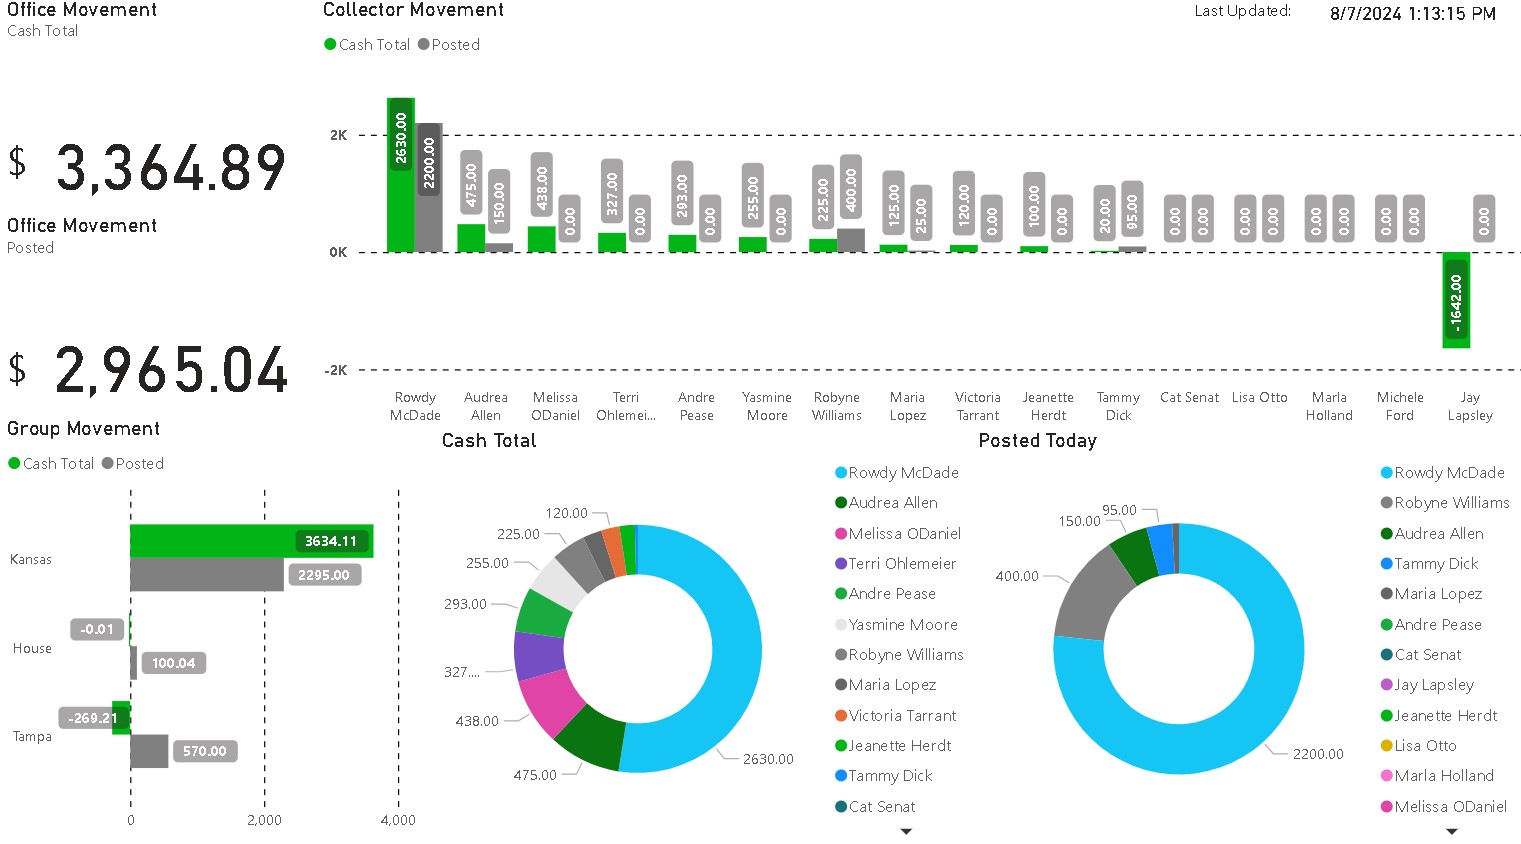 Office Movement
Cash Total
$ 3,364.89
Office Movement
Posted
$ 2,965.04
Collector Movement
Cash Total Posted
Last Updated: 8/7/2024 1:13:15 PM
2K
0K
-2K
2630.00 2200.00
475.00 150.00
438.00 0.00
327.00 0.00
293.00 0.00
255.00 0.00
225.00 400.00
125.00 25.00
120.00 0.00
100.00 0.00
20.00 95.00
0.00 0.00
0.00 0.00
0.00 0.00
0.00 0.00
-1642.00 0.00
Rowdy McDade
Audrea Allen
Melissa ODaniel
Terri Ohlemei...
Andre Pease
Yasmine Moore
Robyne Williams
Maria Lopez
Victoria Tarrant
Jeanette Herdt
Tammy Dick
Cat Senat
Lisa Otto
Marla Holland
Michele Ford
Jay Lapsley
Group Movement
Cash Total Posted
Kansas
3634.11
2295.00
House
-0.01
100.04
Tampa
-269.21
570.00
0 2,000 4,000
Cash Total
120.00
225.00
255.00
293.00
327....
438.00
475.00
2630.00
Rowdy McDade
Audrea Allen
Melissa ODaniel
Terri Ohlemeier
Andre Pease
Yasmine Moore
Robyne Williams
Maria Lopez
Victoria Tarrant
Jeanette Herdt
Tammy Dick
Cat Senat
Posted Today
95.00
150.00
400.00
2200.00
Rowdy McDade
Robyne Williams
Audrea Allen
Tammy Dick
Maria Lopez
Andre Pease
Cat Senat
Jay Lapsley
Jeanette Herdt
Lisa Otto
Marla Holland
Melissa ODaniel